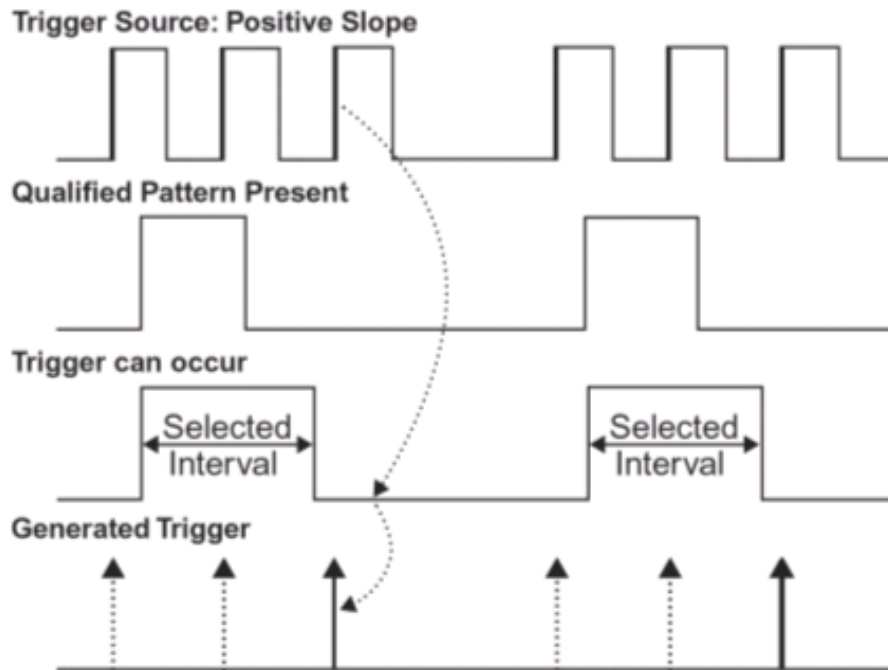 Trigger Source: Positive Slope
Qualified Pattern Present
Trigger can occur
Selected
Interval
Selected
Interval
Generated Trigger